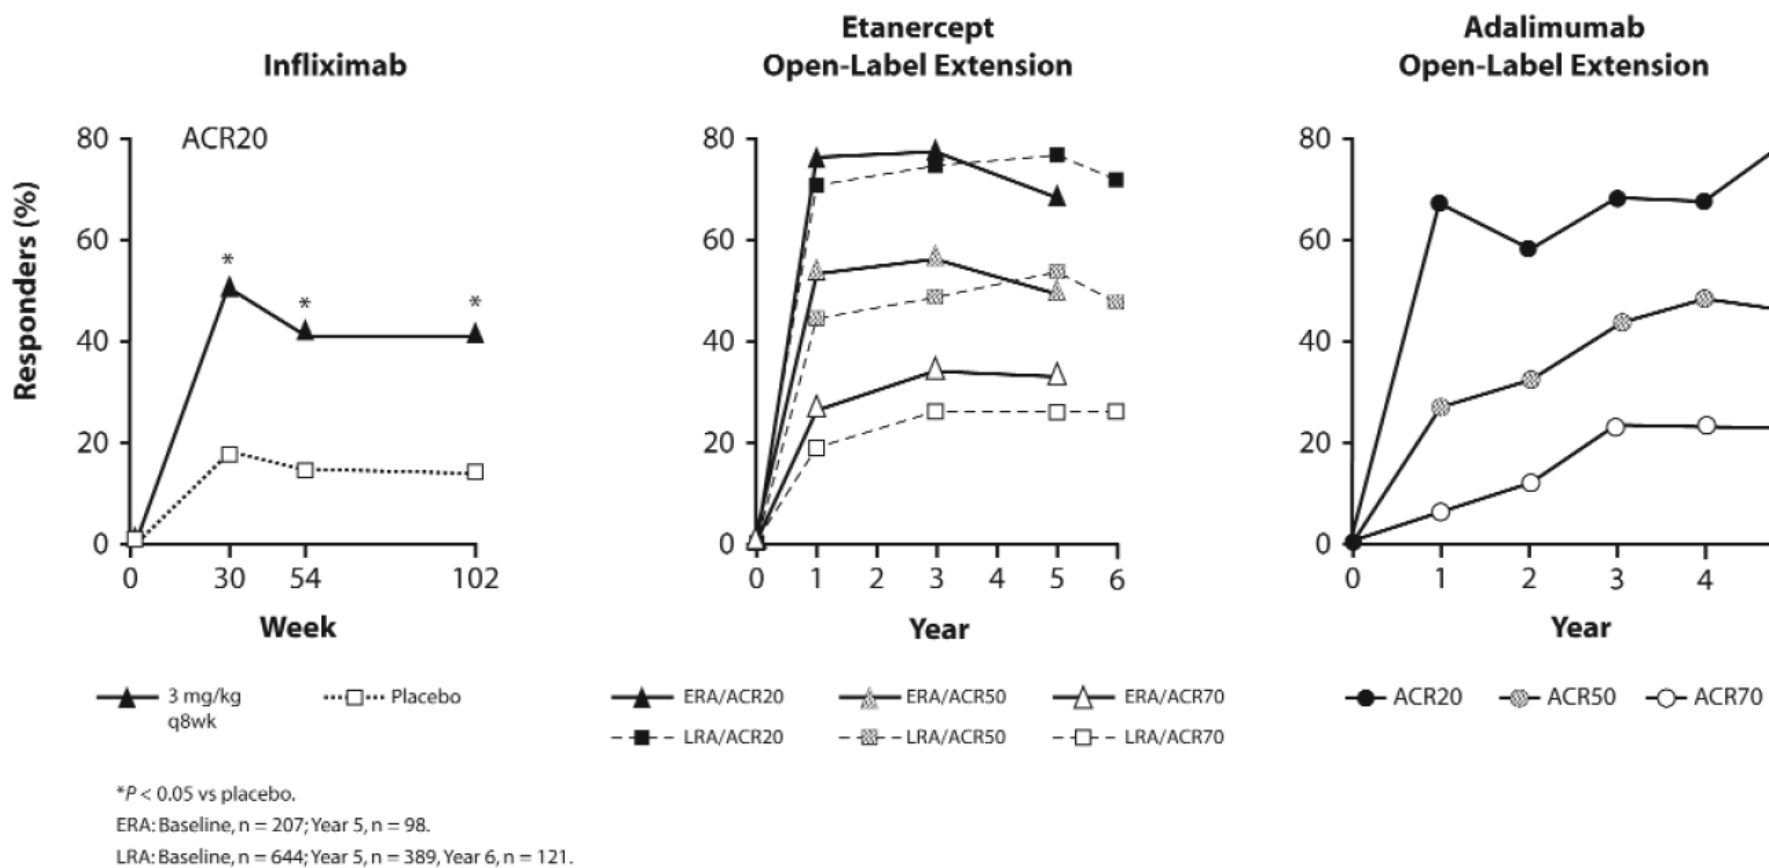 Infliximab
Etanercept
Open-Label Extension
Adalimumab
Open-Label Extension
Responders (%)
ACR20
80
60
40
20
0
0 30 54 102
Week
* * *
80
60
40
20
0
0 1 2 3 4 5 6
Year
80
60
40
20
0
0 1 2 3 4
Year
3 mg/kg
q8wk
Placebo
ERA/ACR20 ERA/ACR50 ERA/ACR70
LRA/ACR20 LRA/ACR50 LRA/ACR70
ACR20 ACR50 ACR70
*P < 0.05 vs placebo.
ERA: Baseline, n = 207; Year 5, n = 98.
LRA: Baseline, n = 644; Year 5, n = 389, Year 6, n = 121.